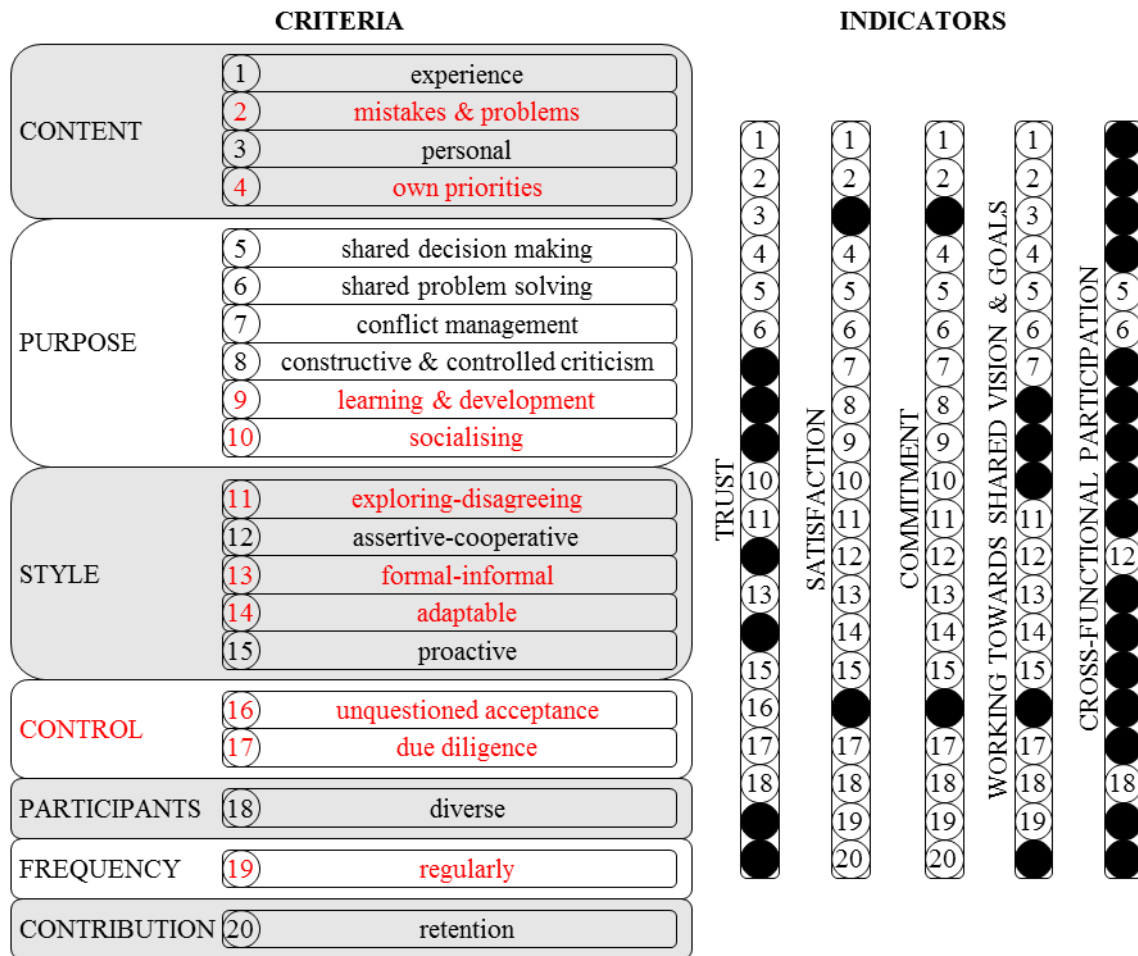 CRITERIA
INDICATORS
CONTENT
1 experience
2 mistakes & problems
3 personal
4 own priorities
PURPOSE
5 shared decision making
6 shared problem solving
7 conflict management
8 constructive & controlled criticism
9 learning & development
10 socialising
STYLE
11 exploring-disagreeing
12 assertive-cooperative
13 formal-informal
14 adaptable
15 proactive
CONTROL
16 unquestioned acceptance
17 due diligence
PARTICIPANTS
18 diverse
FREQUENCY
19 regularly
CONTRIBUTION
20 retention
TRUST
1
2
3
4
5
6
10
11
13
15
16
17
18
SATISFACTION
1
2
4
5
6
7
8
9
10
11
12
13
14
15
17
18
19
20
COMMITMENT
1
2
4
5
6
7
8
9
10
11
12
13
14
15
17
18
19
20
WORKING TOWARDS SHARED VISION & GOALS
1
2
3
4
5
6
7
11
12
13
14
15
17
18
19
CROSS-FUNCTIONAL PARTICIPATION
5
6
12
18